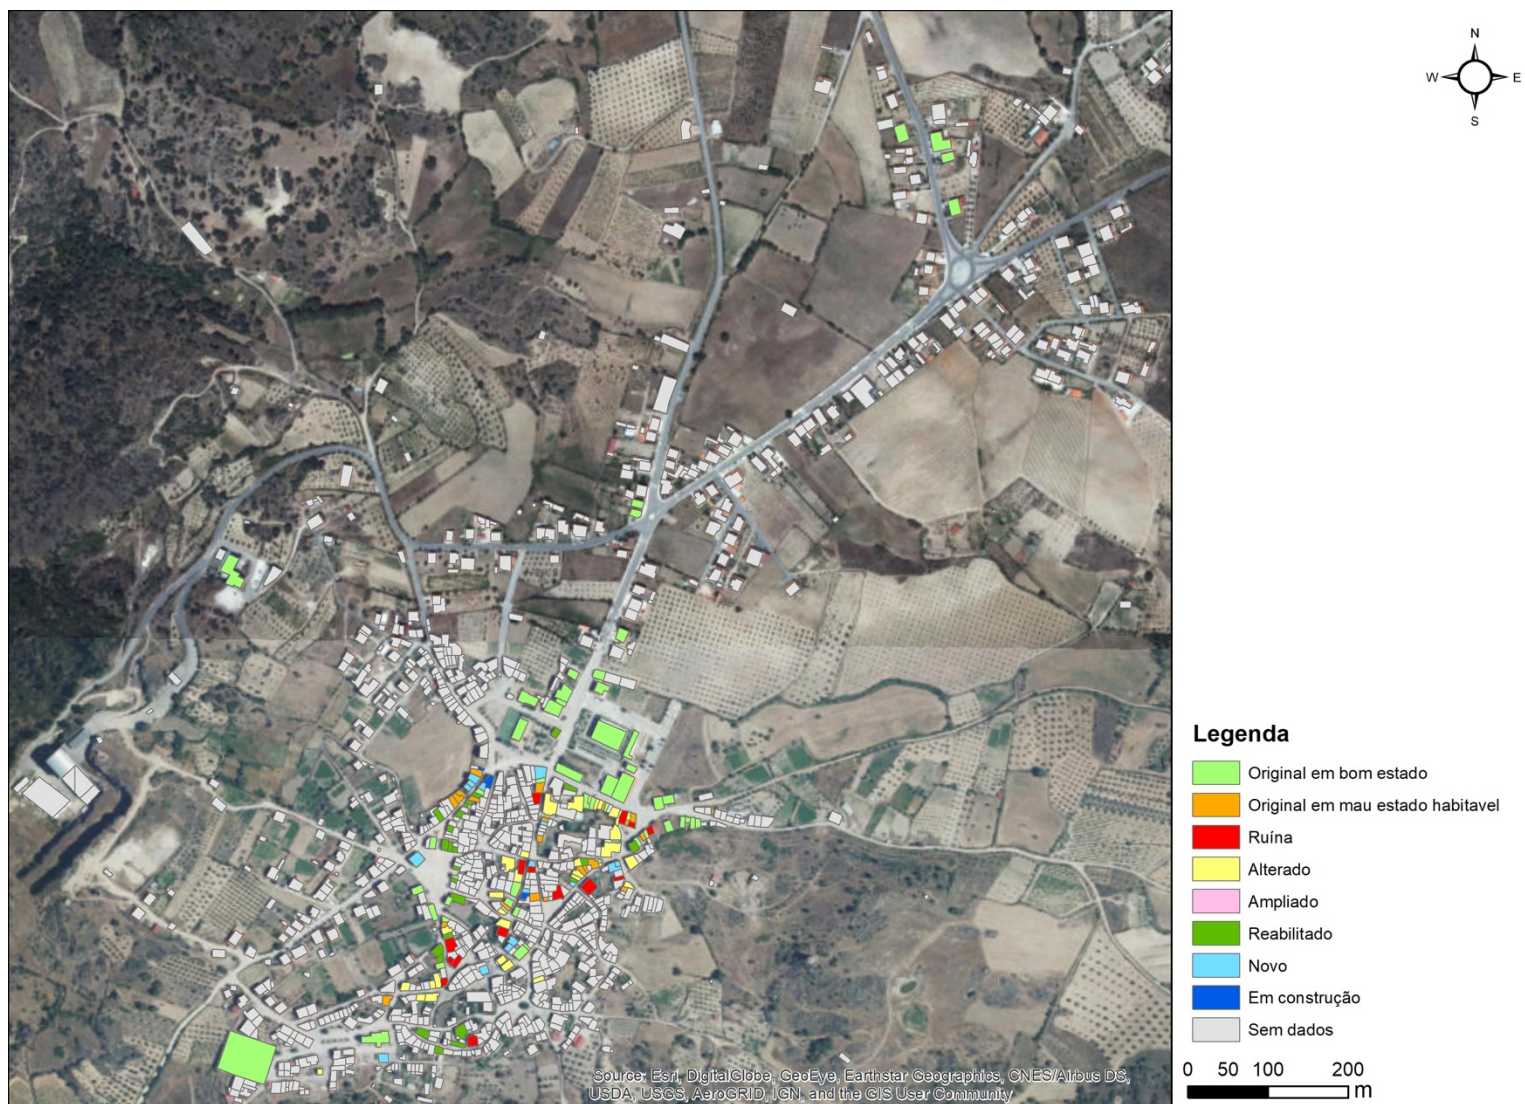 N
W E
S
Legenda
Original em bom estado
Original em mau estado habitavel
Ruína
Alterado
Ampliado
Reabilitado
Novo
Em construção
Sem dados
0 50 100 200
m
Source: Esri, DigitalGlobe, GeoEye, Earthstar Geographics, CNES/Airbus DS,
USDA, USGS, AeroGRID, IGN, and the GIS User Community